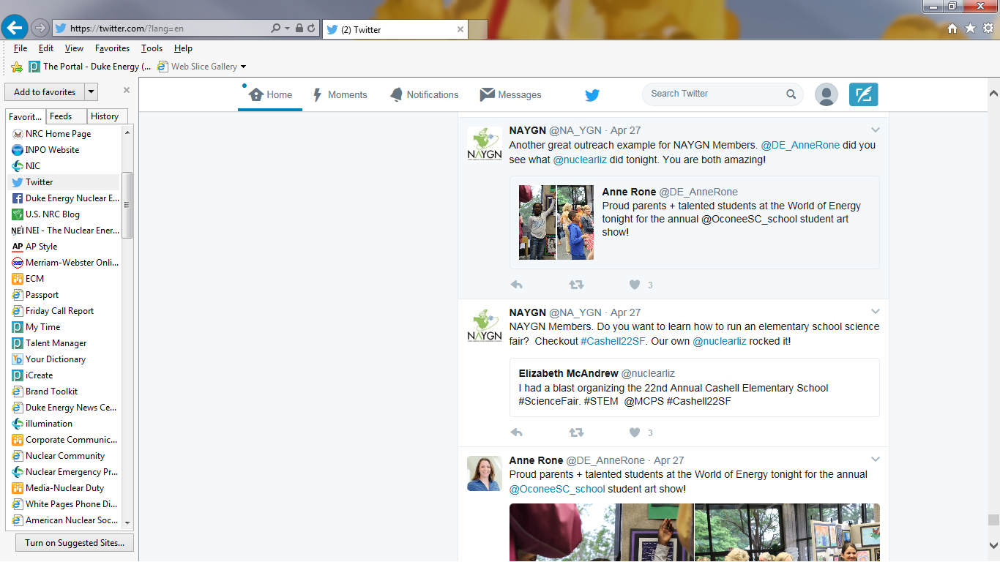 https://twitter.com/?lang=en
(2) Twitter
File Edit View Favorites Tools Help
The Portal - Duke Energy (...
Web Slice Gallery
Add to favorites
Favorit... Feeds History
NRC Home Page
INPO Website
NIC
Twitter
Duke Energy Nuclear E...
U.S. NRC Blog
NEI NEI - The Nuclear Ener...
AP AP Style
Merriam-Webster Onli...
ECM
Passport
Friday Call Report
My Time
Talent Manager
YD Your Dictionary
iCreate
Brand Toolkit
Duke Energy News Ce...
illumination
Corporate Communic...
Nuclear Community
Nuclear Emergency Pr...
Media-Nuclear Duty
White Pages Phone Di...
American Nuclear Soc...
Turn on Suggested Sites...
Home Moments Notifications Messages
Search Twitter
NAYGN
NAYGN @NA_YGN · Apr 27
Another great outreach example for NAYGN Members. @DE_AnneRone did you
see what @nuclearliz did tonight. You are both amazing!
Anne Rone @DE_AnneRone
Proud parents + talented students at the World of Energy
tonight for the annual @OconeeSC_school student art
show!
3
NAYGN
NAYGN @NA_YGN · Apr 27
NAYGN Members. Do you want to learn how to run an elementary school science
fair? Checkout #Cashell22SF. Our own @nuclearliz rocked it!
Elizabeth McAndrew @nuclearliz
I had a blast organizing the 22nd Annual Cashell Elementary School
#ScienceFair. #STEM @MCPS #Cashell22SF
3
Anne Rone @DE_AnneRone · Apr 27
Proud parents + talented students at the World of Energy tonight for the annual
@OconeeSC_school student art show!